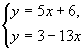 y = 5x + 6,
y = 3 − 13x